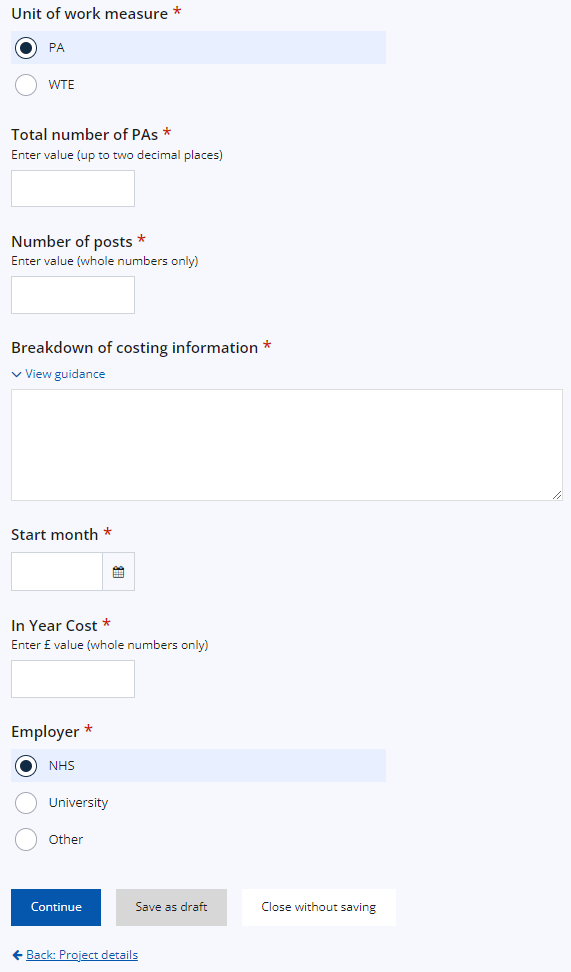 Unit of work measure *
PA
WTE
Total number of PAs *
Enter value (up to two decimal places)
Number of posts *
Enter value (whole numbers only)
Breakdown of costing information *
View guidance
Start month *
In Year Cost *
Enter £ value (whole numbers only)
Employer *
NHS
University
Other
Continue Save as draft Close without saving
Back: Project details